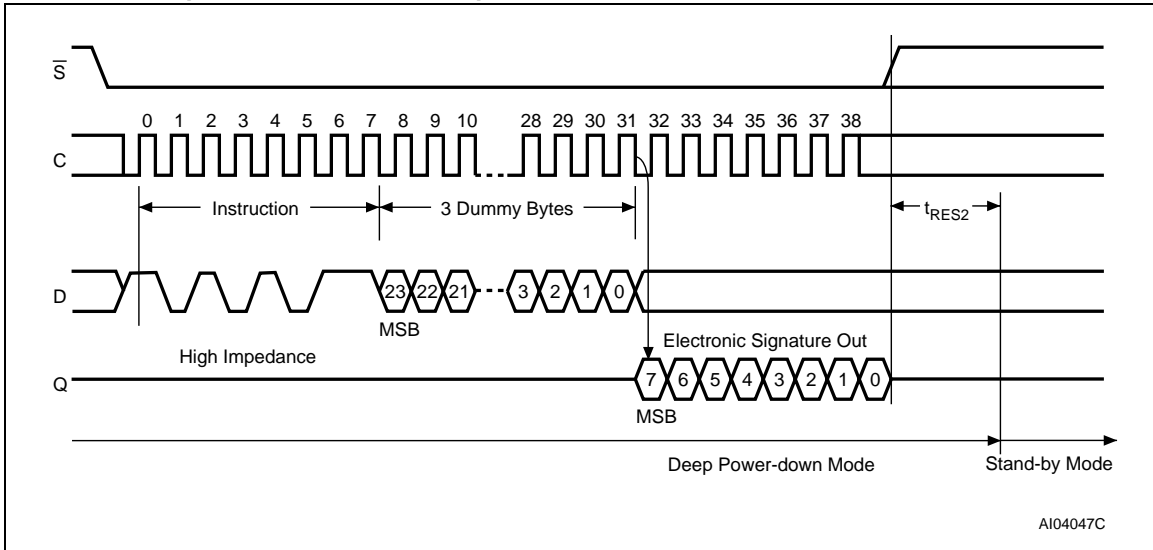 S
0 1 2 3 4 5 6 7 8 9 10 28 29 30 31 32 33 34 35 36 37 38
C
Instruction 3 Dummy Bytes tRES2
D 23 22 21 3 2 1 0
MSB
High Impedance Electronic Signature Out
Q 7 6 5 4 3 2 1 0
MSB
Deep Power-down Mode Stand-by Mode
AI04047C